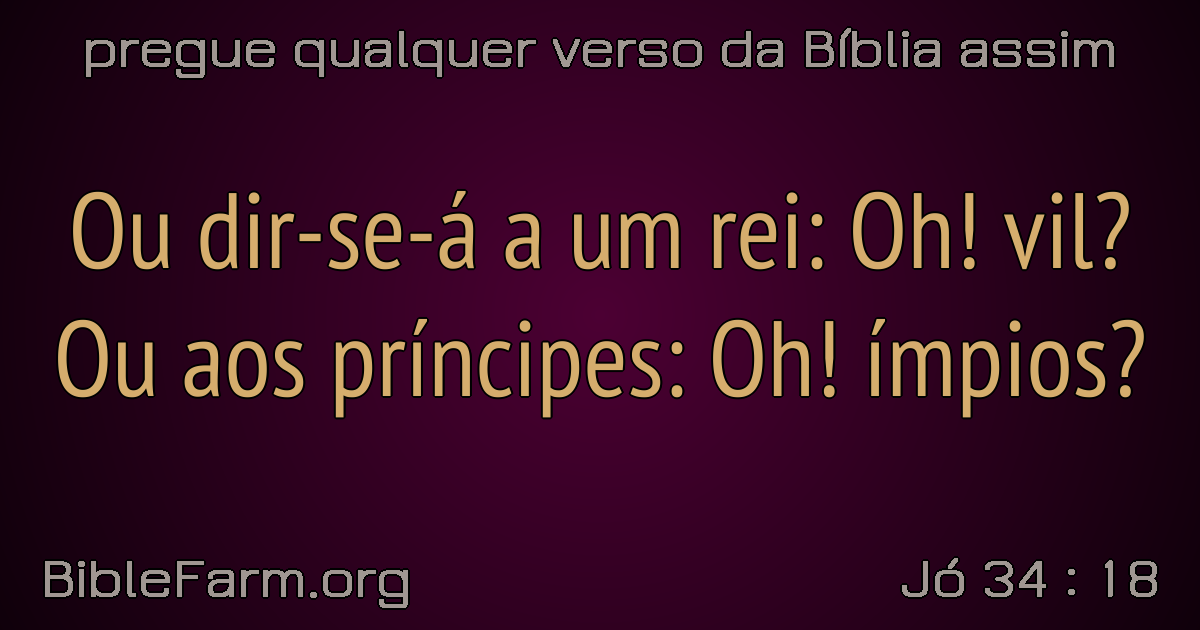 pregue qualquer verso da Bíblia assim
Ou dir-se-á a um rei: Oh! vil?
Ou aos príncipes: Oh! ímpios?
BibleFarm.org
Jó 34 : 18